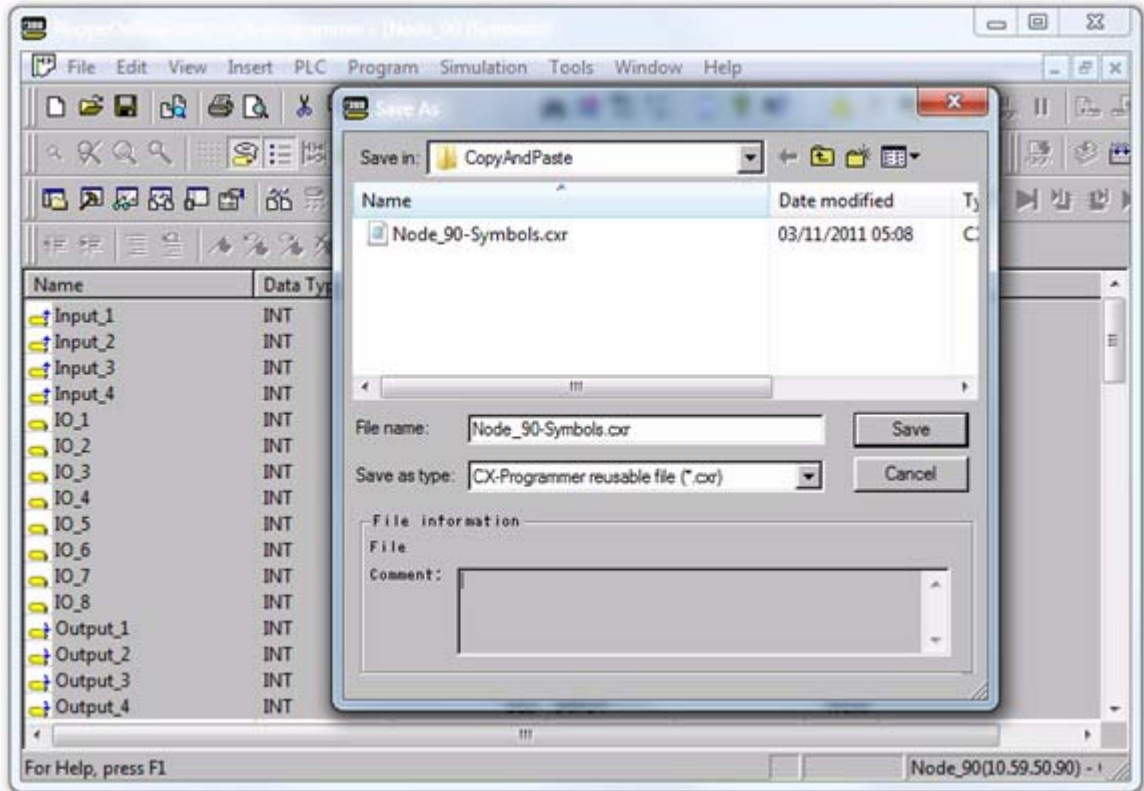 File Edit View Insert PLC Program Simulation Tools Window Help
Save As
Save in: CopyAndPaste
Name Date modified
Node_90-Symbols.cxr 03/11/2011 05:08
File name: Node_90-Symbols.cxr Save
Save as type: CX-Programmer reusable file (*.cxr) Cancel
File information
File
Comment:
Name Data Typ
Input_1 INT
Input_2 INT
Input_3 INT
Input_4 INT
IO_1 INT
IO_2 INT
IO_3 INT
IO_4 INT
IO_5 INT
IO_6 INT
IO_7 INT
IO_8 INT
Output_1 INT
Output_2 INT
Output_3 INT
Output_4 INT
For Help, press F1 Node_90(10.59.50.90) -